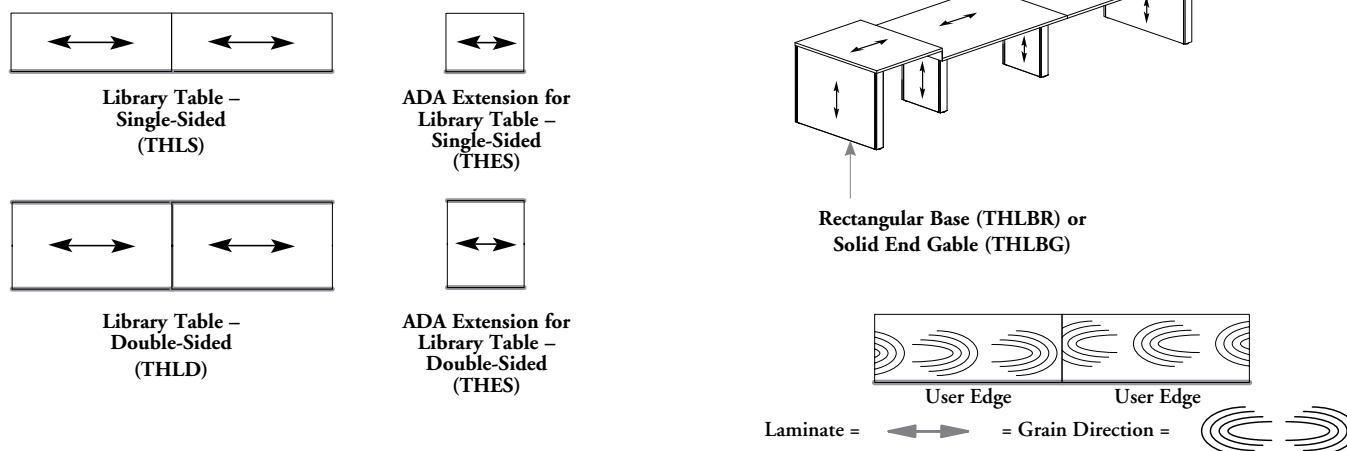 Library Table –
Single-Sided
(THLS)
ADA Extension for
Library Table –
Single-Sided
(THES)
Library Table –
Double-Sided
(THLD)
ADA Extension for
Library Table –
Double-Sided
(THES)
Rectangular Base (THLBR) or
Solid End Gable (THLBG)
User Edge User Edge
Laminate = = Grain Direction =